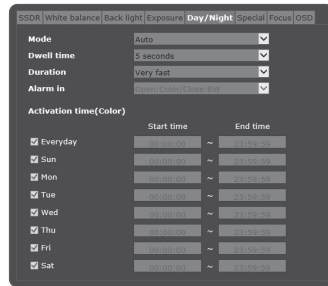 SSDR White balance Back light Exposure Day/Night Special Focus OSD
Mode Auto
Dwell time 5 seconds
Duration Very fast
Alarm in Open:Color/Close:BW
Activation time(Color)
Start time End time
Everyday 00:00:00 ~ 23:59:59
Sun 00:00:00 ~ 23:59:59
Mon 00:00:00 ~ 23:59:59
Tue 00:00:00 ~ 23:59:59
Wed 00:00:00 ~ 23:59:59
Thu 00:00:00 ~ 23:59:59
Fri 00:00:00 ~ 23:59:59
Sat 00:00:00 ~ 23:59:59